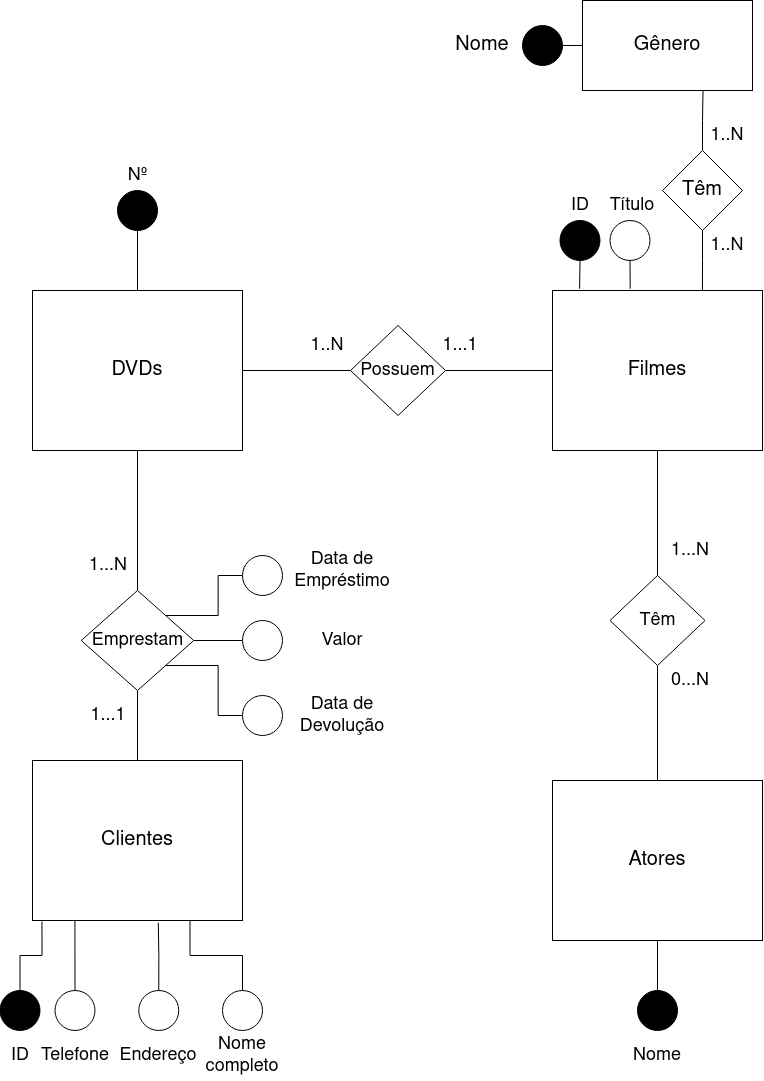 Nome
Gênero
1..N
Nº
ID
Título
Têm
1..N
DVDs
1..N
Possuem
1...1
Filmes
1...N
Data de
Empréstimo
1...N
Emprestam
Valor
Têm
0...N
1...1
Data de
Devolução
Clientes
Atores
ID
Telefone
Endereço
Nome
completo
Nome